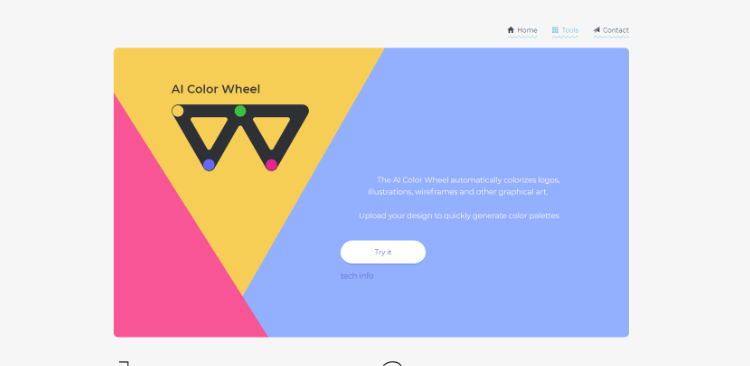 Home Tools Contact
AI Color Wheel
The AI Color Wheel automatically colorizes logos,
illustrations, wireframes and other graphical art.
Upload your design to quickly generate color palettes
Try it
tech info